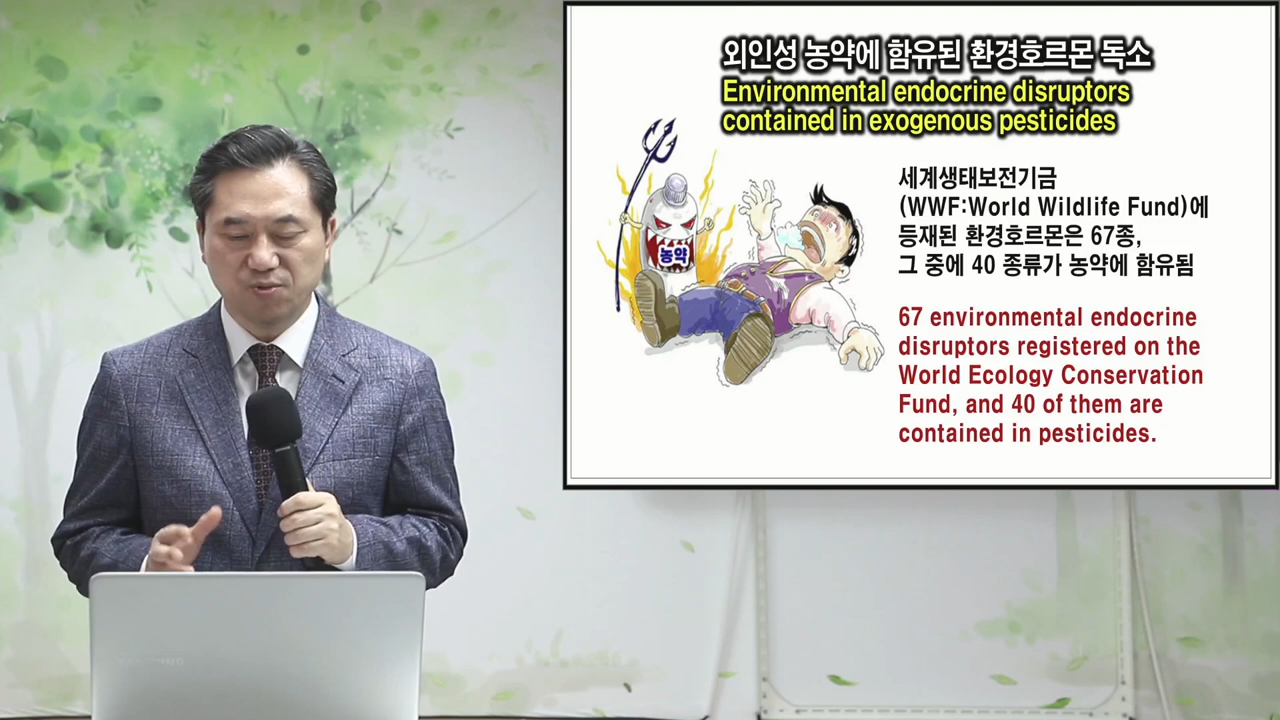 외인성 농약에 함유된 환경호르몬 독소
Environmental endocrine disruptors
contained in exogenous pesticides
농약
세계생태보전기금
(WWF:World Wildlife Fund)에
등재된 환경호르몬은 67종,
그 중에 40 종류가 농약에 함유됨
67 environmental endocrine
disruptors registered on the
World Ecology Conservation
Fund, and 40 of them are
contained in pesticides.